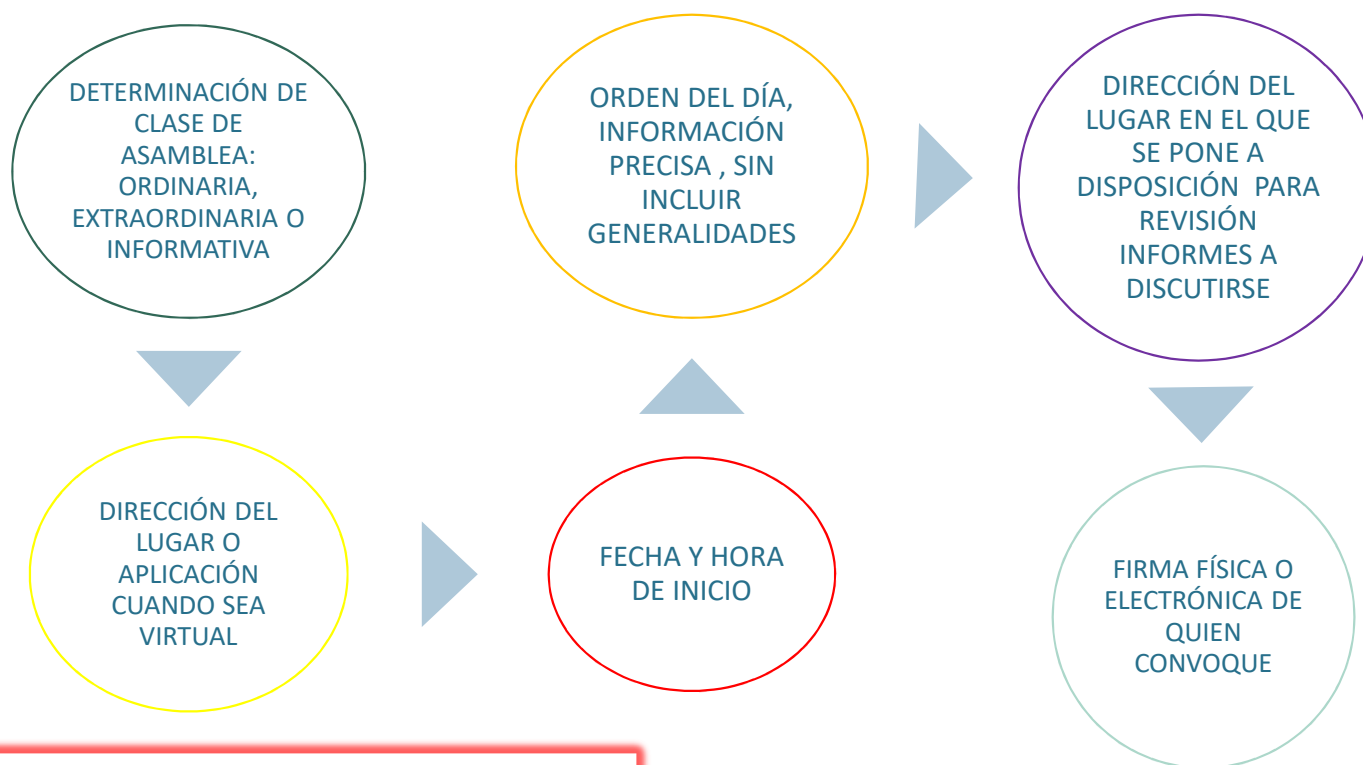 DETERMINACIÓN DE
CLASE DE
ASAMBLEA:
ORDINARIA,
EXTRAORDINARIA O
INFORMATIVA
DIRECCIÓN DEL
LUGAR O
APLICACIÓN
CUANDO SEA
VIRTUAL
FECHA Y HORA
DE INICIO
ORDEN DEL DÍA,
INFORMACIÓN
PRECISA , SIN
INCLUIR
GENERALIDADES
DIRECCIÓN DEL
LUGAR EN EL QUE
SE PONE A
DISPOSICIÓN PARA
REVISIÓN
INFORMES A
DISCUTIRSE
FIRMA FÍSICA O
ELECTRÓNICA DE
QUIEN
CONVOQUE